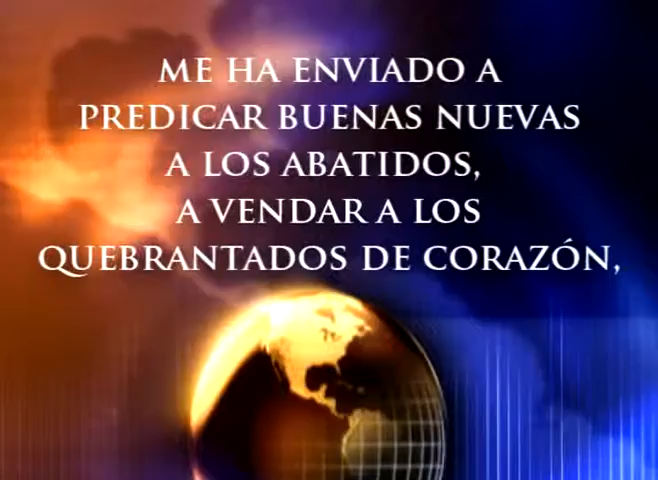 ME HA ENVIADO A
PREDICAR BUENAS NUEVAS
A LOS ABATIDOS,
A VENDAR A LOS
QUEBRANTADOS DE CORAZÓN,